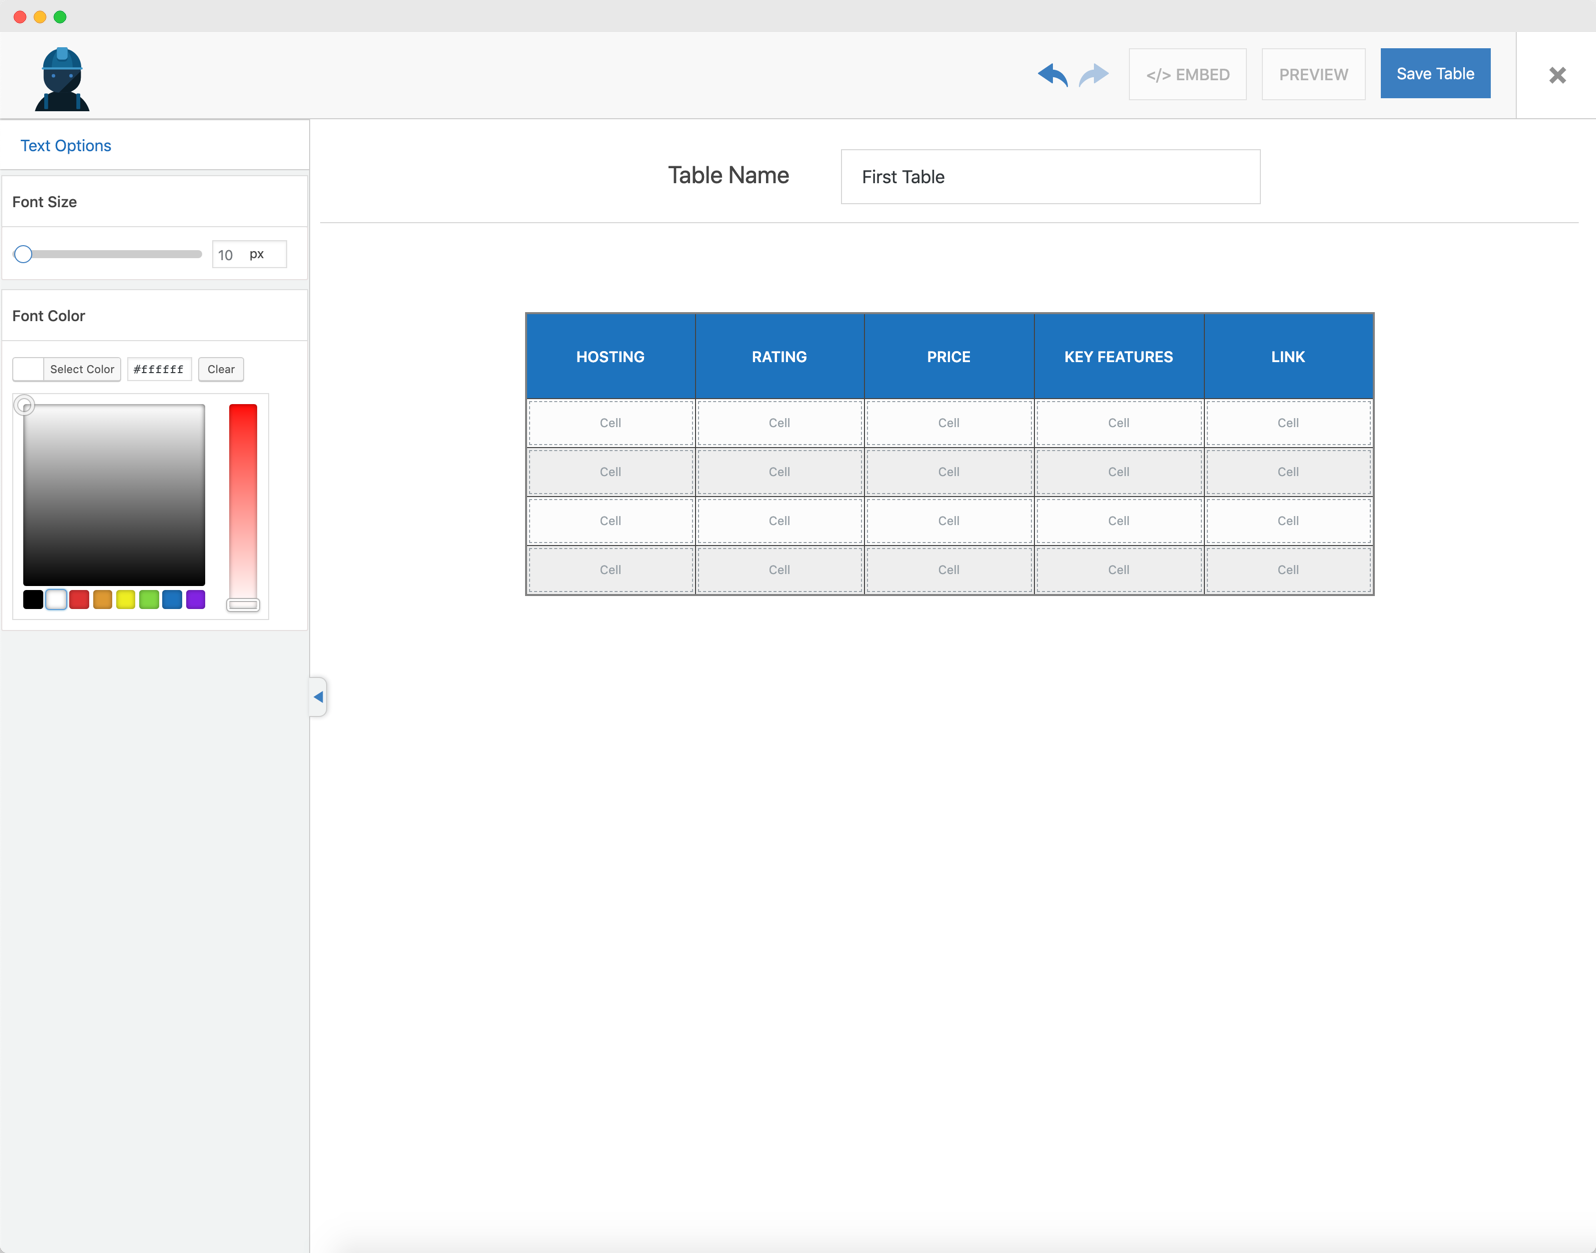 </> EMBED
PREVIEW
Save Table
Text Options
Table Name
First Table
Font Size
10 px
Font Color
Select Color
#ffffff
Clear
HOSTING RATING PRICE KEY FEATURES LINK
Cell Cell Cell Cell Cell
Cell Cell Cell Cell Cell
Cell Cell Cell Cell Cell
Cell Cell Cell Cell Cell